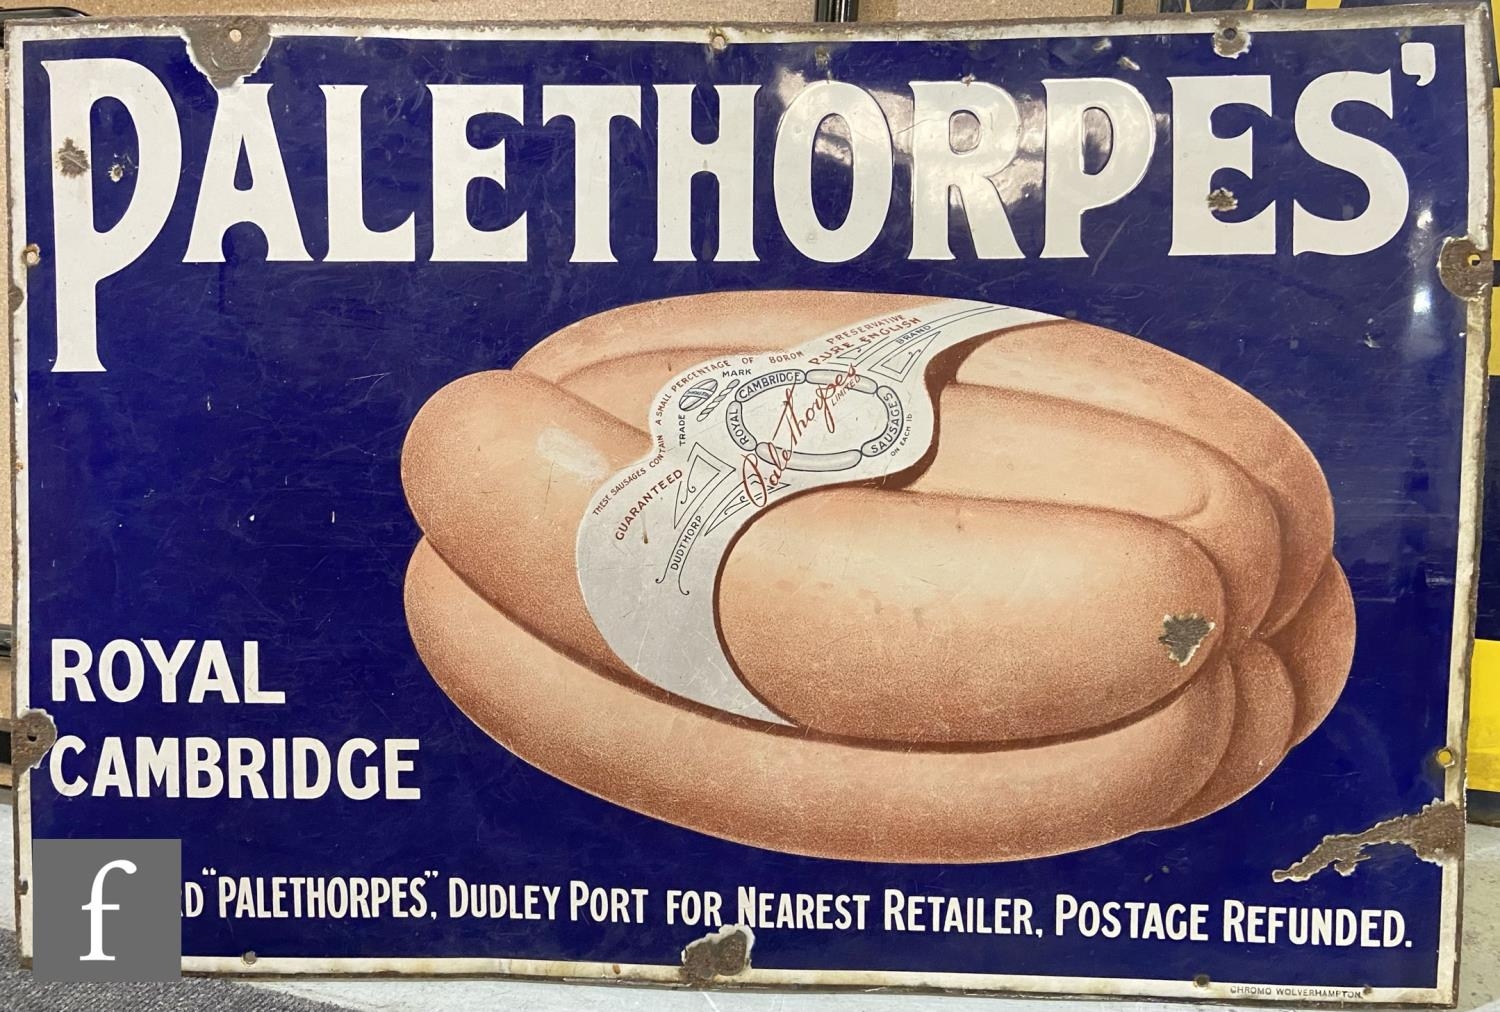 PALETHORPES'
THESE SAUSAGES CONTAIN A SMALL PERCENTAGE OF BORON PRESERVATIVE
GUARANTEED PURE ENGLISH
TRADE MARK
BRAND
DUDTHORP
ROYAL CAMBRIDGE SAUSAGES
Palethorpes
LIMITED
ON EACH lb
ROYAL
CAMBRIDGE
"PALETHORPES", DUDLEY PORT FOR NEAREST RETAILER, POSTAGE REFUNDED.
CHROMO WOLVERHAMPTON
f